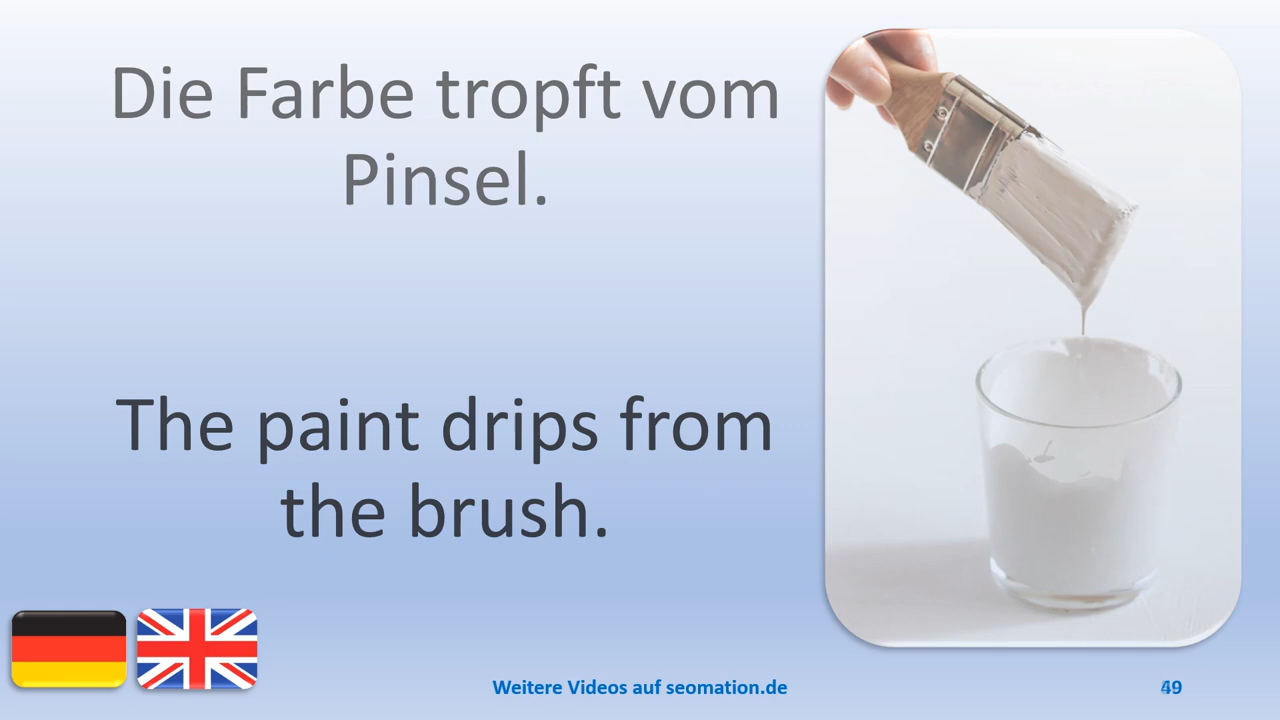 Die Farbe tropft vom
Pinsel.
The paint drips from
the brush.
Weitere Videos auf seomation.de
49